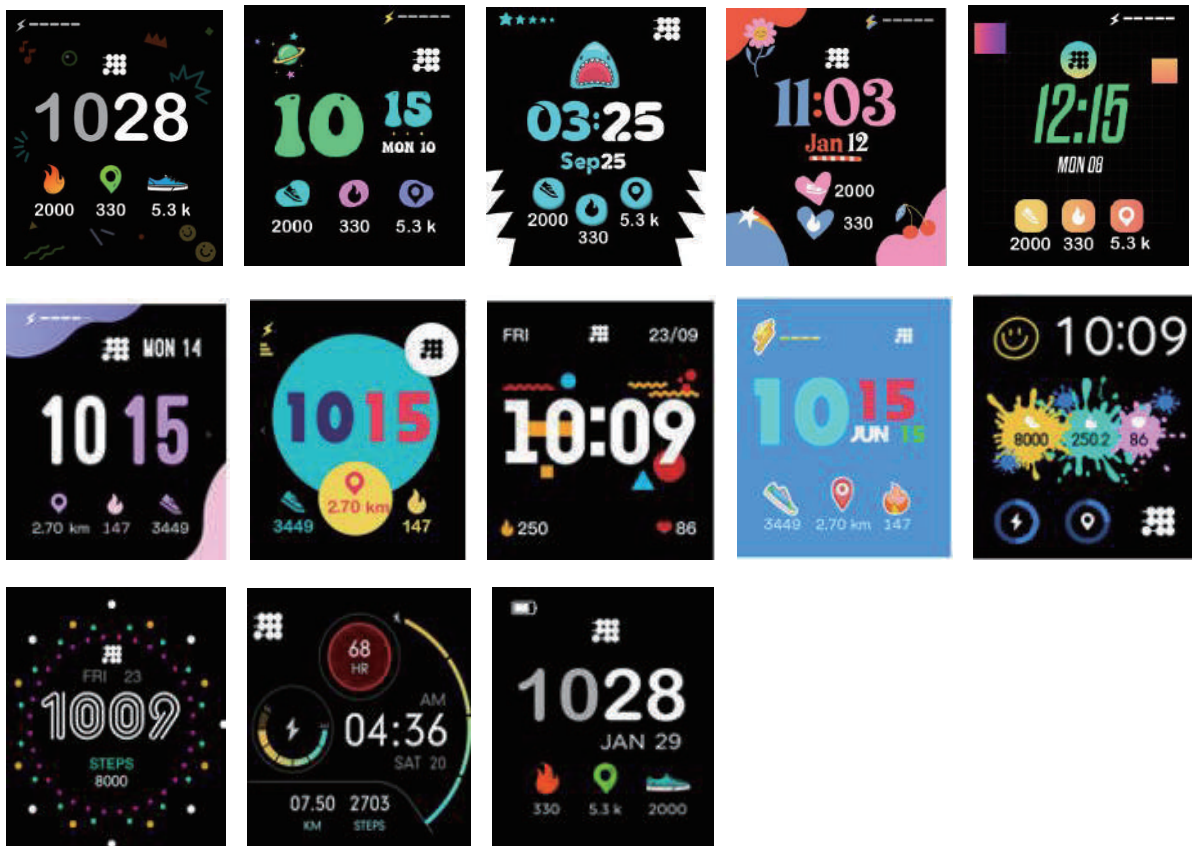 1028
2000 330 5.3 k
10 15
MON 10
2000 330 5.3 k
03:25
Sep25
2000 330 5.3 k
11:03
Jan 12
2000
330
12:15
MON 08
2000 330 5.3 k
MON 14
10 15
2.70 km 147 3449
10 15
3449 2.70 km 147
FRI 23/09
10:09
250 86
10 15
JUN 15
3449 2.70 km 147
10:09
8000 250.2 86
FRI 23
1009
STEPS
8000
68
HR
AM
04:36
SAT 20
07.50 2703
KM STEPS
1028
JAN 29
330 5.3 k 2000